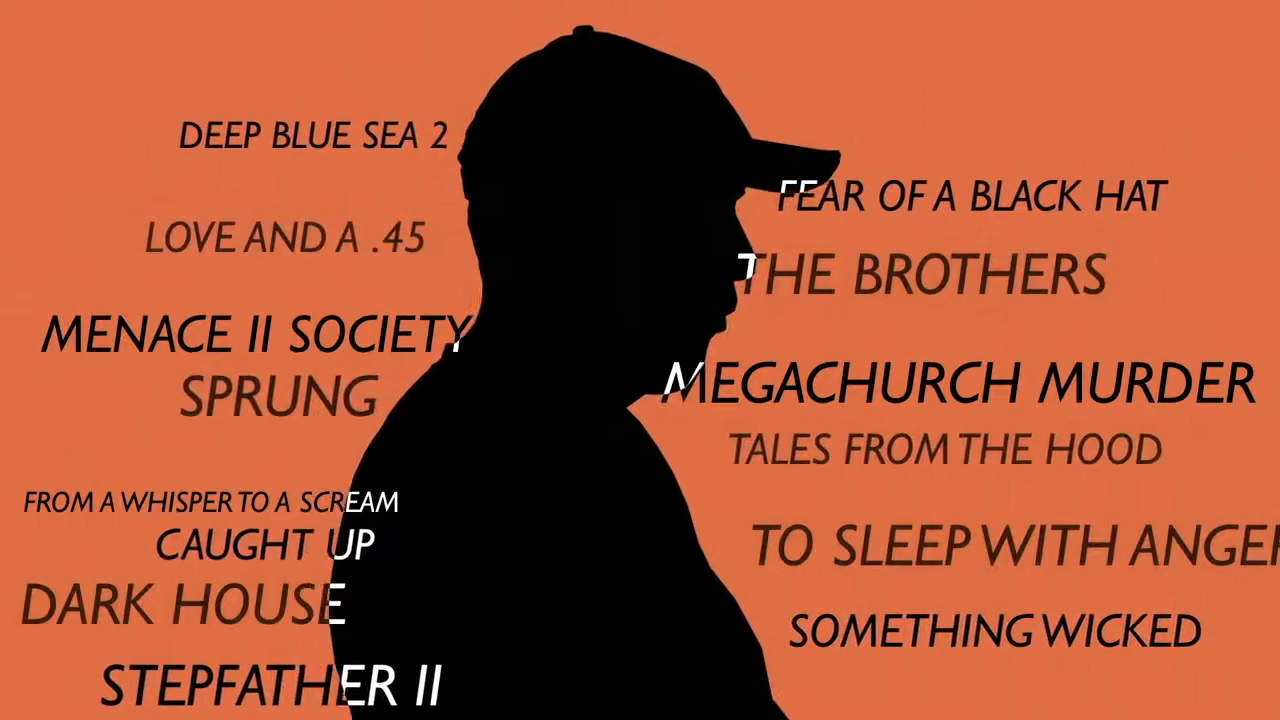 DEEP BLUE SEA 2
LOVE AND A .45
MENACE II SOCIETY
SPRUNG
FROM A WHISPER TO A SCREAM
CAUGHT UP
DARK HOUSE
STEPFATHER II
FEAR OF A BLACK HAT
THE BROTHERS
MEGACHURCH MURDER
TALES FROM THE HOOD
TO SLEEP WITH ANGER
SOMETHING WICKED